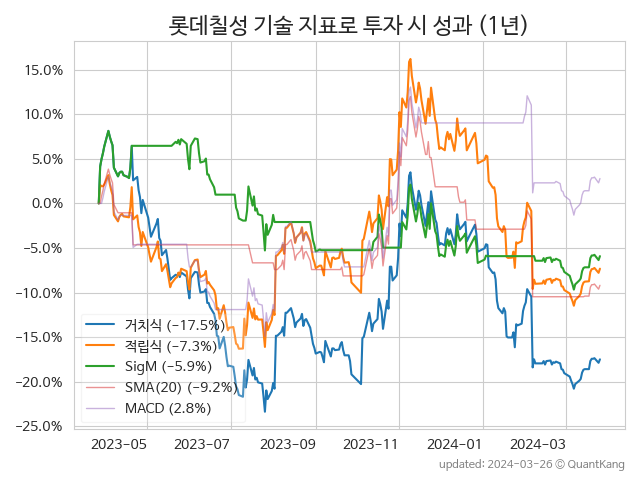 롯데칠성 기술 지표로 투자 시 성과 (1년)
15.0%
10.0%
5.0%
0.0%
−5.0%
−10.0%
−15.0%
−20.0%
−25.0%
거치식 (−17.5%)
적립식 (−7.3%)
SigM (−5.9%)
SMA(20) (−9.2%)
MACD (2.8%)
2023-05 2023-07 2023-09 2023-11 2024-01 2024-03
updated: 2024-03-26 ⓒ QuantKang